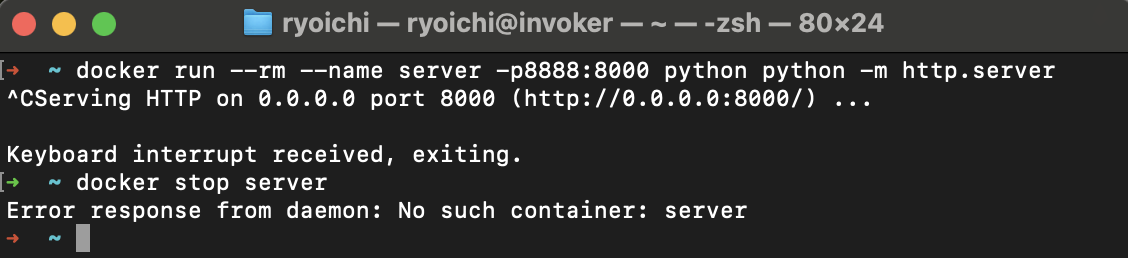 ryoichi — ryoichi@invoker — ~ — -zsh — 80×24
[➜  ~ docker run --rm --name server -p8888:8000 python python -m http.server
^CServing HTTP on 0.0.0.0 port 8000 (http://0.0.0.0:8000/) ...
Keyboard interrupt received, exiting.
[➜  ~ docker stop server
Error response from daemon: No such container: server
➜  ~